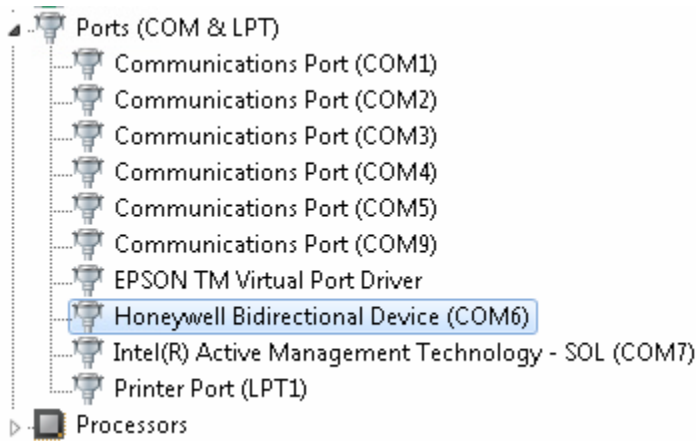 Ports (COM & LPT)
Communications Port (COM1)
Communications Port (COM2)
Communications Port (COM3)
Communications Port (COM4)
Communications Port (COM5)
Communications Port (COM9)
EPSON TM Virtual Port Driver
Honeywell Bidirectional Device (COM6)
Intel(R) Active Management Technology - SOL (COM7)
Printer Port (LPT1)
Processors